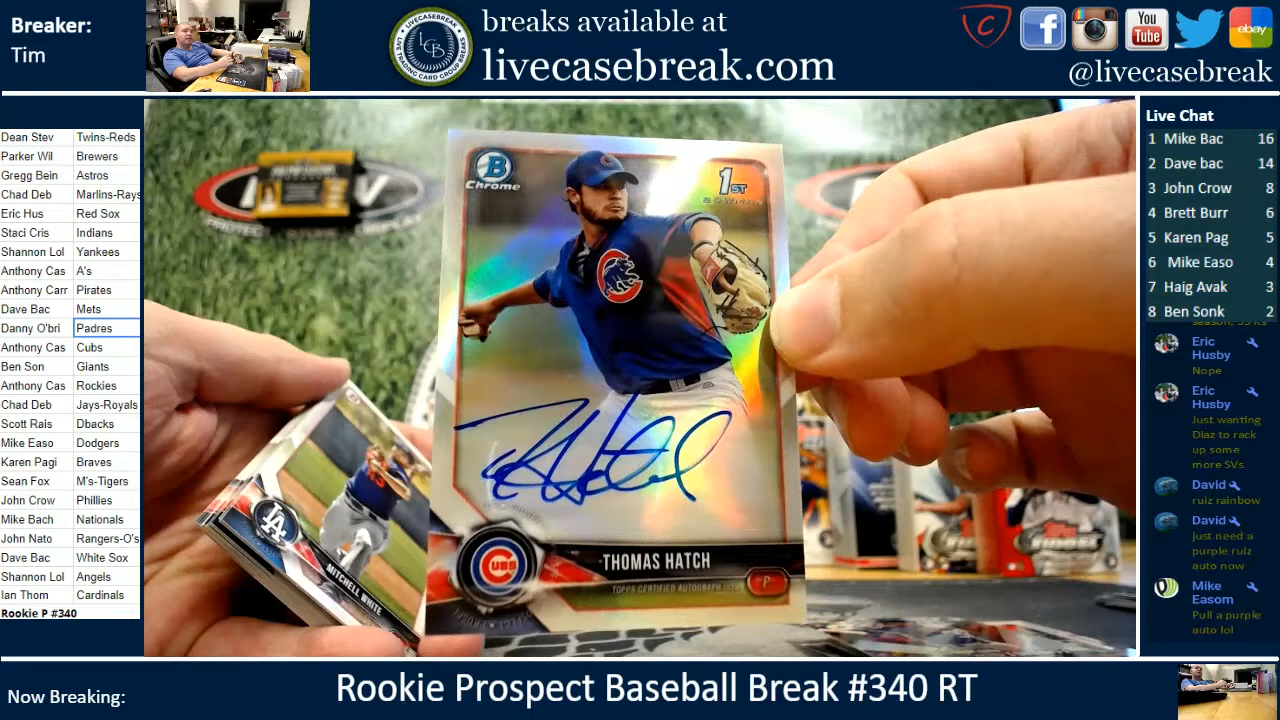 Breaker:
Tim
breaks available at
livecasebreak.com
LIVECASEBREAK
LCB
You
Tube
ebay
@livecasebreak
Dean Stev Twins-Reds
Parker Wil Brewers
Gregg Bein Astros
Chad Deb Marlins-Rays
Eric Hus Red Sox
Staci Cris Indians
Shannon Lol Yankees
Anthony Cas A's
Anthony Carr Pirates
Dave Bac Mets
Danny O'bri Padres
Anthony Cas Cubs
Ben Son Giants
Anthony Cas Rockies
Chad Deb Jays-Royals
Scott Rais Dbacks
Mike Easo Dodgers
Karen Pagi Braves
Sean Fox M's-Tigers
John Crow Phillies
Mike Bach Nationals
John Nato Rangers-O's
Dave Bac White Sox
Shannon Lol Angels
Ian Thom Cardinals
Rookie P #340
B
Chrome
1ST
BOWMAN
CUBS
THOMAS HATCH
P
LA
MITCHELL WHITE
Live Chat
1 Mike Bac 16
2 Dave bac 14
3 John Crow 8
4 Brett Burr 6
5 Karen Pag 5
6 Mike Easo 4
7 Haig Avak 3
8 Ben Sonk 2
Eric
Husby
Nope
Eric
Husby
Just wanting
Diaz to rack
up some
more SVs
David
ruiz rainbow
David
just need a
purple ruiz
auto now
Mike
Easom
Pull a purple
auto lol
Now Breaking:
Rookie Prospect Baseball Break #340 RT